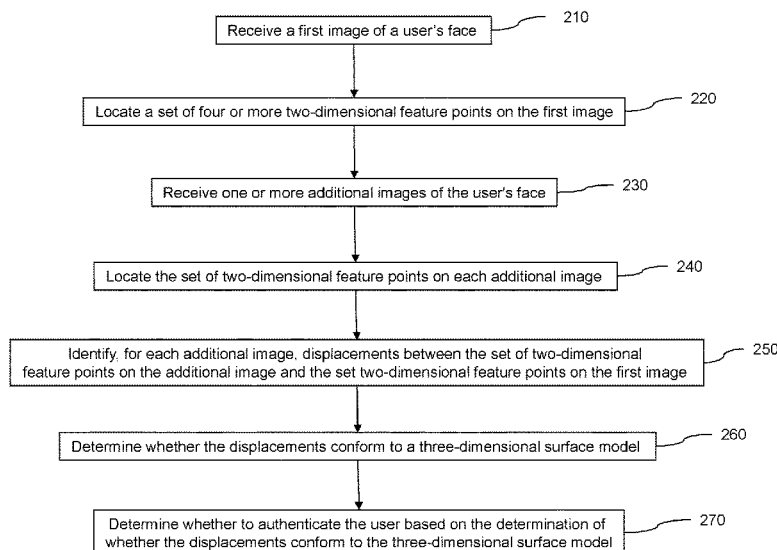 Receive a first image of a user's face
210
Locate a set of four or more two-dimensional feature points on the first image
220
Receive one or more additional images of the user's face
230
Locate the set of two-dimensional feature points on each additional image
240
Identify, for each additional image, displacements between the set of two-dimensional
feature points on the additional image and the set two-dimensional feature points on the first image
250
Determine whether the displacements conform to a three-dimensional surface model
260
Determine whether to authenticate the user based on the determination of
whether the displacements conform to the three-dimensional surface model
270